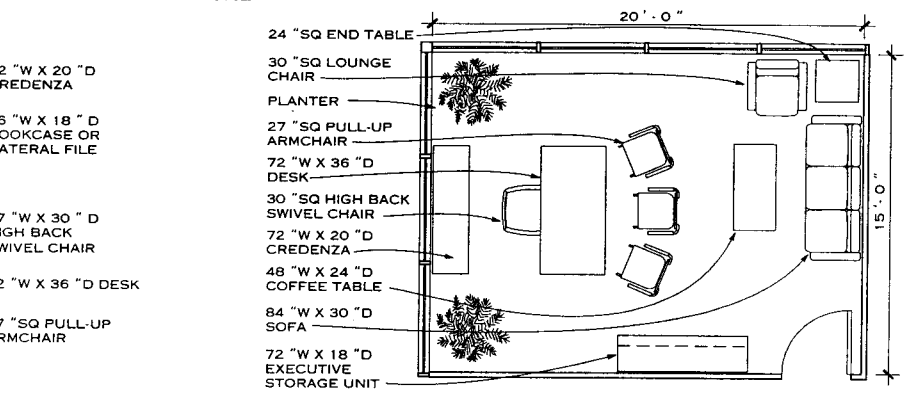 20'-0"
24 "SQ END TABLE
30 "SQ LOUNGE
CHAIR
PLANTER
27 "SQ PULL-UP
ARMCHAIR
72 "W X 36 "D
DESK
30 "SQ HIGH BACK
SWIVEL CHAIR
72 "W X 20 "D
CREDENZA
48 "W X 24 "D
COFFEE TABLE
84 "W X 30 "D
SOFA
72 "W X 18 "D
EXECUTIVE
STORAGE UNIT
15'-0"
2 "W X 20 "D
REDENZA
6 "W X 18 " D
OOKCASE OR
ATERAL FILE
7 "W X 30 " D
IGH BACK
WIVEL CHAIR
2 "W X 36 "D DESK
7 "SQ PULL-UP
RMCHAIR